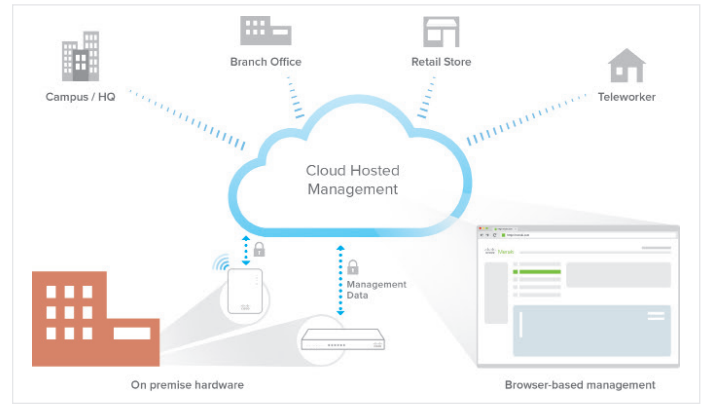 Branch Office
Retail Store
Campus / HQ
Teleworker
Cloud Hosted
Management
Management
Data
Meraki
On premise hardware
Browser-based management